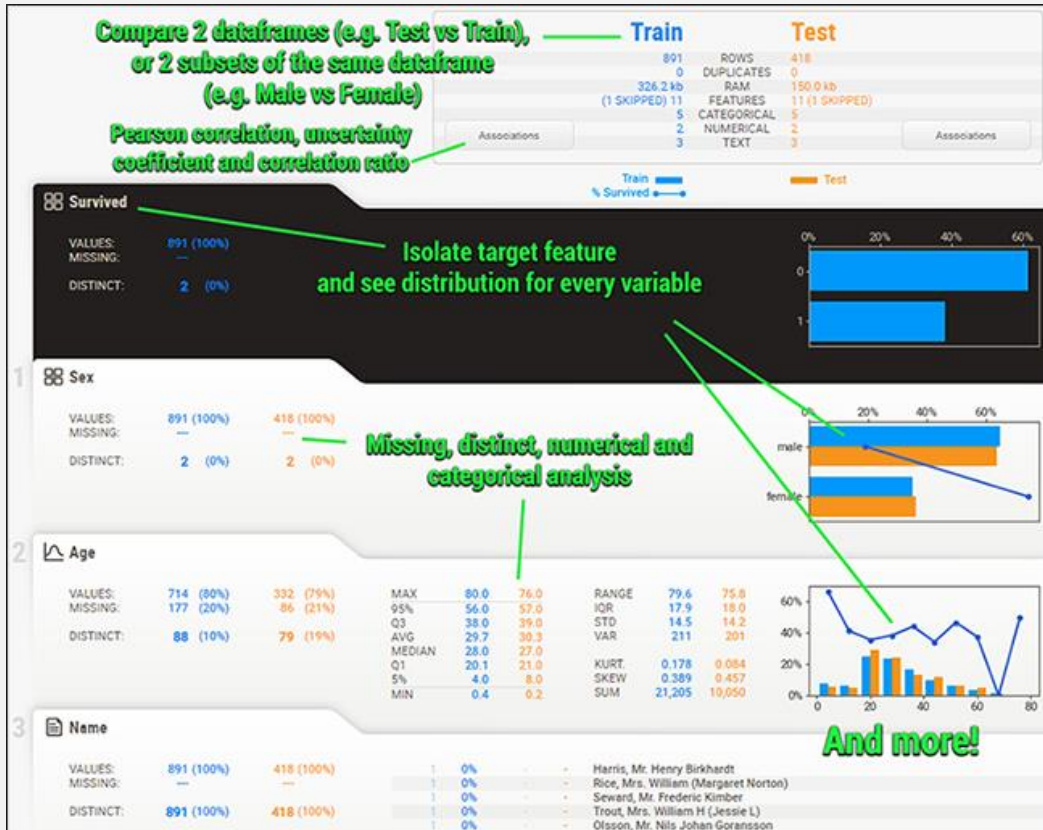 Compare 2 dataframes (e.g. Test vs Train),
or 2 subsets of the same dataframe
(e.g. Male vs Female)
Pearson correlation, uncertainty
coefficient and correlation ratio
Train Test
891 ROWS 418
0 DUPLICATES 0
326.2 kb RAM 150.0 kb
(1 SKIPPED) 11 FEATURES 11 (1 SKIPPED)
5 CATEGORICAL 5
2 NUMERICAL 2
3 TEXT 3
Associations Associations
Train Test
% Survived
Survived
VALUES: 891 (100%)
MISSING: ---
DISTINCT: 2 (0%)
Isolate target feature
and see distribution for every variable
0% 20% 40% 60%
0
1
1 Sex
VALUES: 891 (100%) 418 (100%)
MISSING: --- ---
DISTINCT: 2 (0%) 2 (0%)
Missing, distinct, numerical and
categorical analysis
0% 20% 40% 60%
male
female
2 Age
VALUES: 714 (80%) 332 (79%)
MISSING: 177 (20%) 86 (21%)
DISTINCT: 88 (10%) 79 (19%)
MAX 80.0 76.0
95% 56.0 57.0
Q3 38.0 39.0
AVG 29.7 30.3
MEDIAN 28.0 27.0
Q1 20.1 21.0
5% 4.0 8.0
MIN 0.4 0.2
RANGE 79.6 75.8
IQR 17.9 18.0
STD 14.5 14.2
VAR 211 201
KURT. 0.178 0.084
SKEW 0.389 0.457
SUM 21,205 10,050
60%
40%
20%
0%
0 20 40 60 80
And more!
3 Name
VALUES: 891 (100%) 418 (100%)
MISSING: --- ---
DISTINCT: 891 (100%) 418 (100%)
1 0% - - Harris, Mr. Henry Birkhardt
1 0% - - Rice, Mrs. William (Margaret Norton)
1 0% - - Seward, Mr. Frederic Kimber
1 0% - - Trout, Mrs. William H (Jessie L)
1 0% - - Olsson, Mr. Nils Johan Goransson